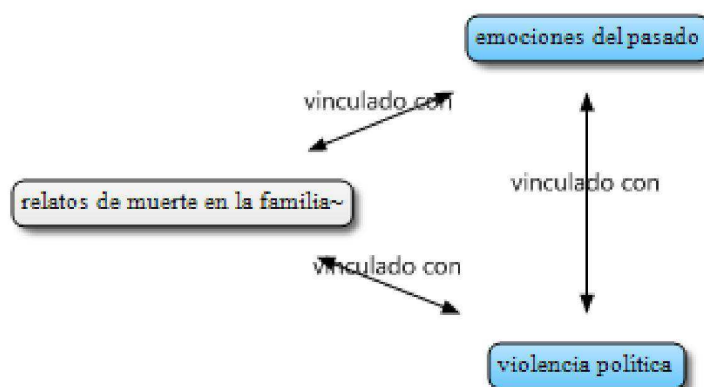 emociones del pasado
vinculado con
vinculado con
relatos de muerte en la familia~
vinculado con
violencia política